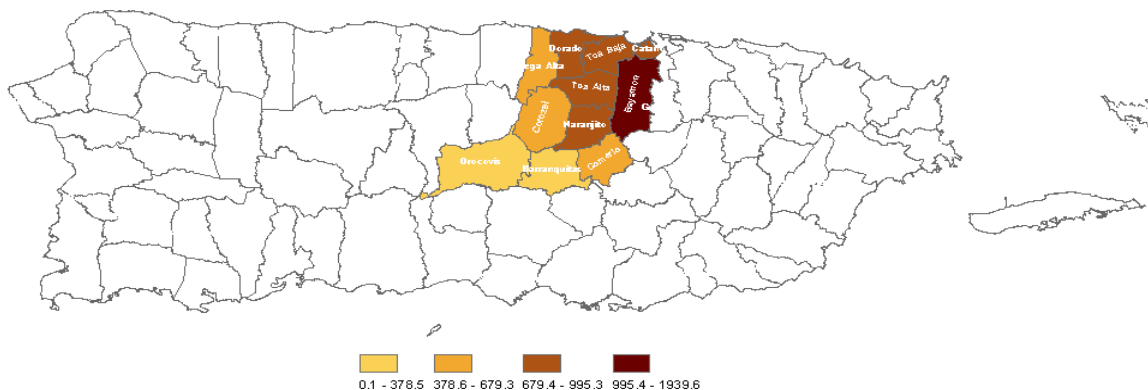 Dorado
Toa Baja
Catañ
ega Alta
Toa Alta
Bayamon
G
Corozal
Naranjito
Comerio
Orocovis
Barranquitas
0.1 - 378.5
378.6 - 679.3
679.4 - 995.3
995.4 - 1939.6